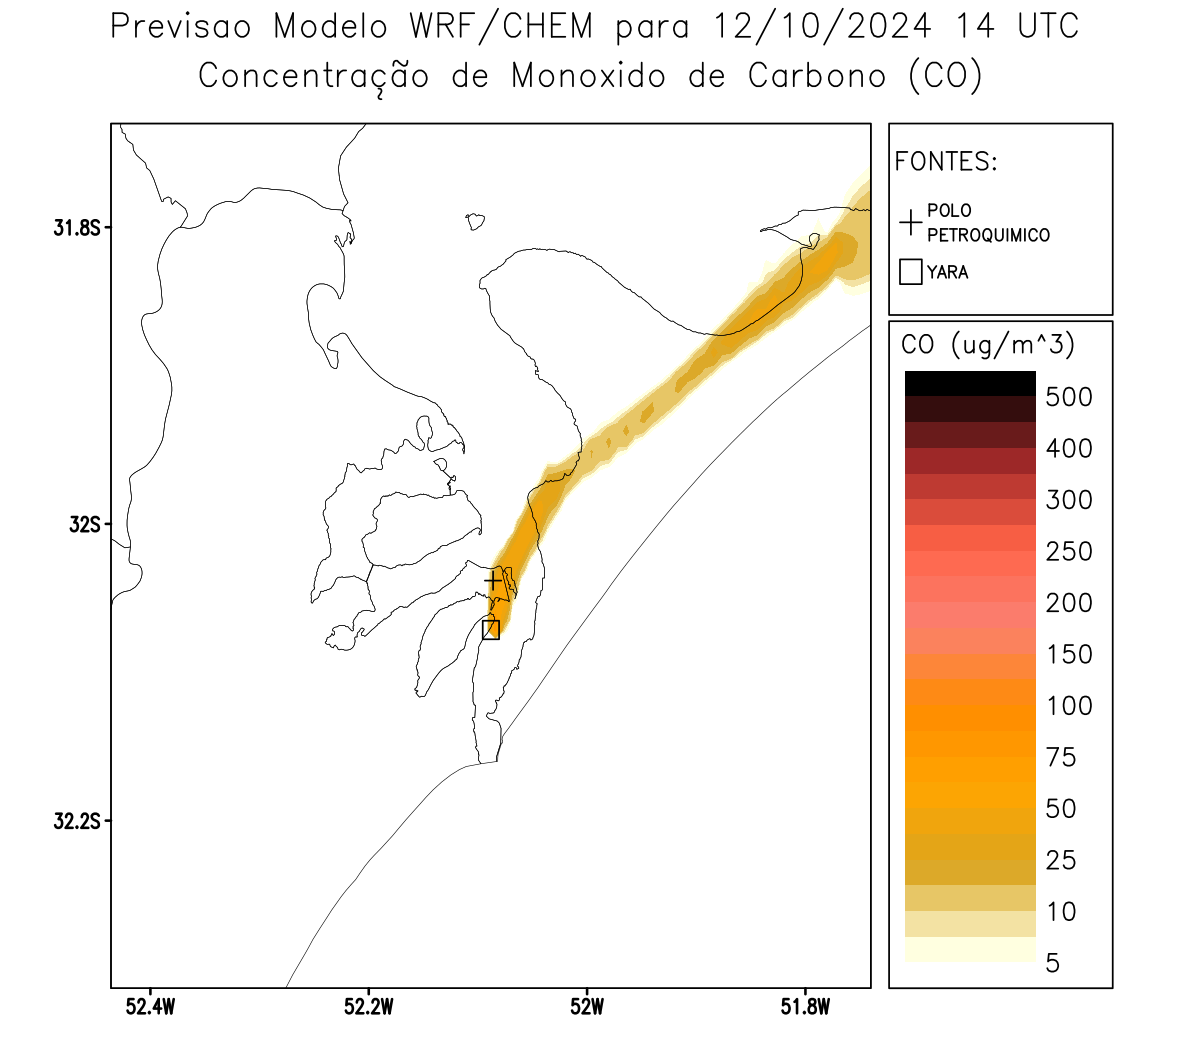 Previsao Modelo WRF/CHEM para 12/10/2024 14 UTC
Concentração de Monoxido de Carbono (CO)
FONTES:
POLO
PETROQUIMICO
YARA
CO (ug/m^3)
500
400
300
250
200
150
100
75
50
25
10
5
31.8S
32S
32.2S
52.4W
52.2W
52W
51.8W